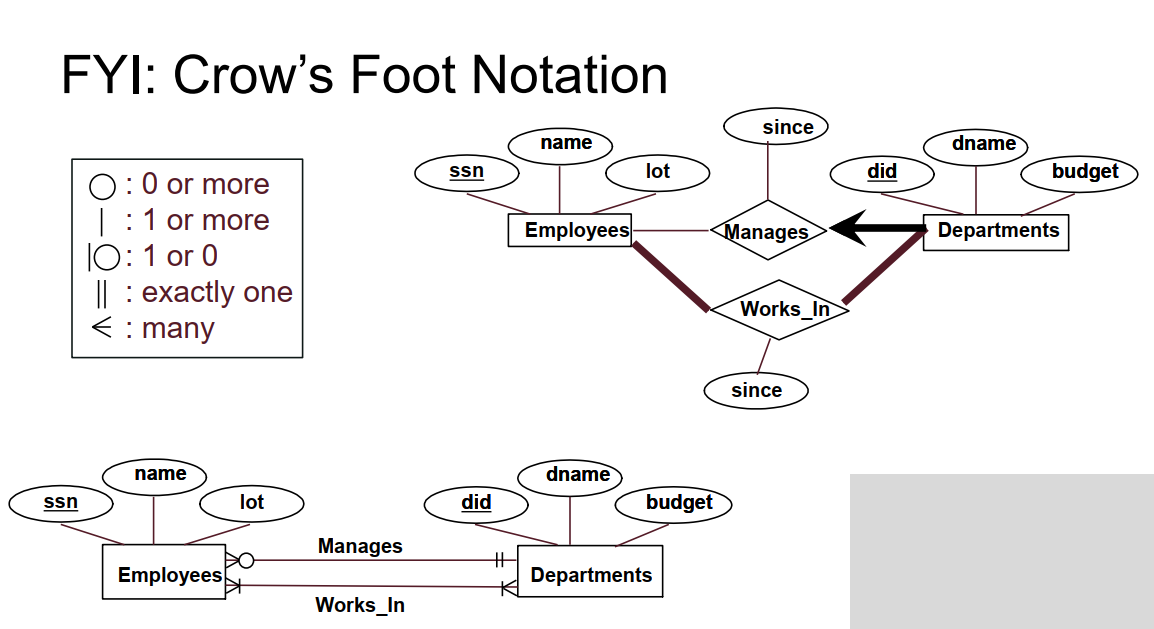 FYI: Crow’s Foot Notation
: 0 or more
: 1 or more
: 1 or 0
: exactly one
: many
since
name
dname
ssn
lot
did
budget
Employees
Manages
Departments
Works_In
since
name
dname
ssn
lot
did
budget
Manages
Employees
Departments
Works_In